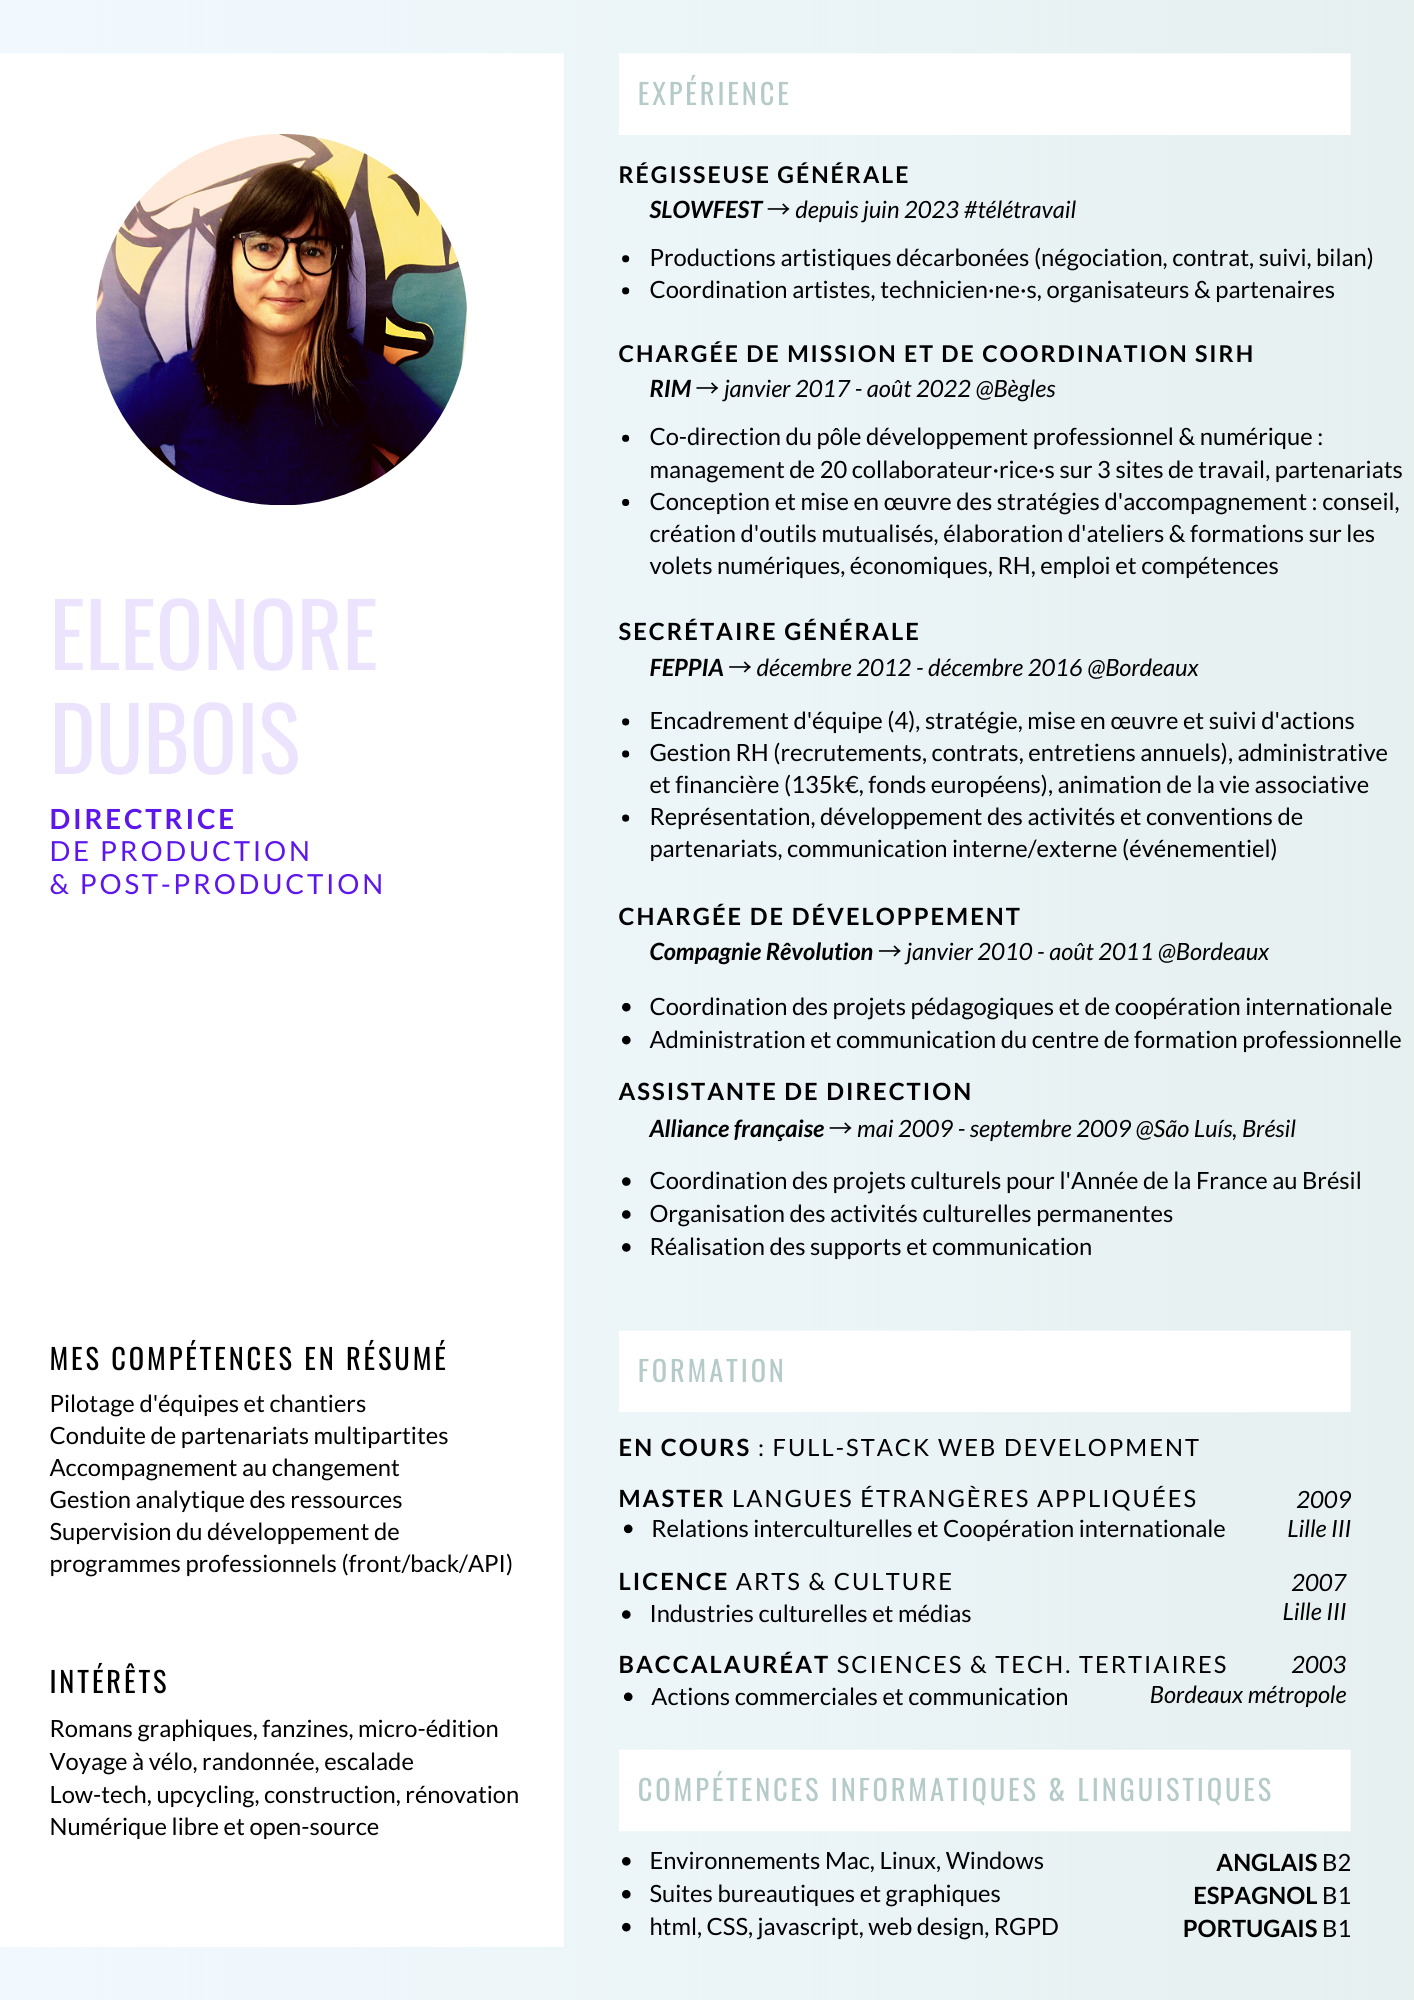 ELEONORE
DUBOIS
DIRECTRICE
DE PRODUCTION
& POST-PRODUCTION
MES COMPÉTENCES EN RÉSUMÉ
Pilotage d'équipes et chantiers
Conduite de partenariats multipartites
Accompagnement au changement
Gestion analytique des ressources
Supervision du développement de
programmes professionnels (front/back/API)
INTÉRÊTS
Romans graphiques, fanzines, micro-édition
Voyage à vélo, randonnée, escalade
Low-tech, upcycling, construction, rénovation
Numérique libre et open-source
EXPÉRIENCE
RÉGISSEUSE GÉNÉRALE
SLOWFEST → depuis juin 2023 #télétravail
• Productions artistiques décarbonées (négociation, contrat, suivi, bilan)
• Coordination artistes, technicien·ne·s, organisateurs & partenaires
CHARGÉE DE MISSION ET DE COORDINATION SIRH
RIM → janvier 2017 - août 2022 @Bègles
• Co-direction du pôle développement professionnel & numérique :
management de 20 collaborateur·rice·s sur 3 sites de travail, partenariats
• Conception et mise en œuvre des stratégies d'accompagnement : conseil,
création d'outils mutualisés, élaboration d'ateliers & formations sur les
volets numériques, économiques, RH, emploi et compétences
SECRÉTAIRE GÉNÉRALE
FEPPIA → décembre 2012 - décembre 2016 @Bordeaux
• Encadrement d'équipe (4), stratégie, mise en œuvre et suivi d'actions
• Gestion RH (recrutements, contrats, entretiens annuels), administrative
et financière (135k€, fonds européens), animation de la vie associative
• Représentation, développement des activités et conventions de
partenariats, communication interne/externe (événementiel)
CHARGÉE DE DÉVELOPPEMENT
Compagnie Rêvolution → janvier 2010 - août 2011 @Bordeaux
• Coordination des projets pédagogiques et de coopération internationale
• Administration et communication du centre de formation professionnelle
ASSISTANTE DE DIRECTION
Alliance française → mai 2009 - septembre 2009 @São Luís, Brésil
• Coordination des projets culturels pour l'Année de la France au Brésil
• Organisation des activités culturelles permanentes
• Réalisation des supports et communication
FORMATION
EN COURS : FULL-STACK WEB DEVELOPMENT
MASTER LANGUES ÉTRANGÈRES APPLIQUÉES 2009
• Relations interculturelles et Coopération internationale Lille III
LICENCE ARTS & CULTURE 2007
• Industries culturelles et médias Lille III
BACCALAURÉAT SCIENCES & TECH. TERTIAIRES 2003
• Actions commerciales et communication Bordeaux métropole
COMPÉTENCES INFORMATIQUES & LINGUISTIQUES
• Environnements Mac, Linux, Windows ANGLAIS B2
• Suites bureautiques et graphiques ESPAGNOL B1
• html, CSS, javascript, web design, RGPD PORTUGAIS B1